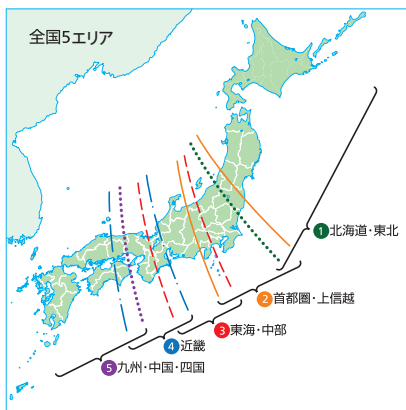 全国5エリア
1北海道・東北
2首都圏・上信越
3東海・中部
4近畿
5九州・中国・四国